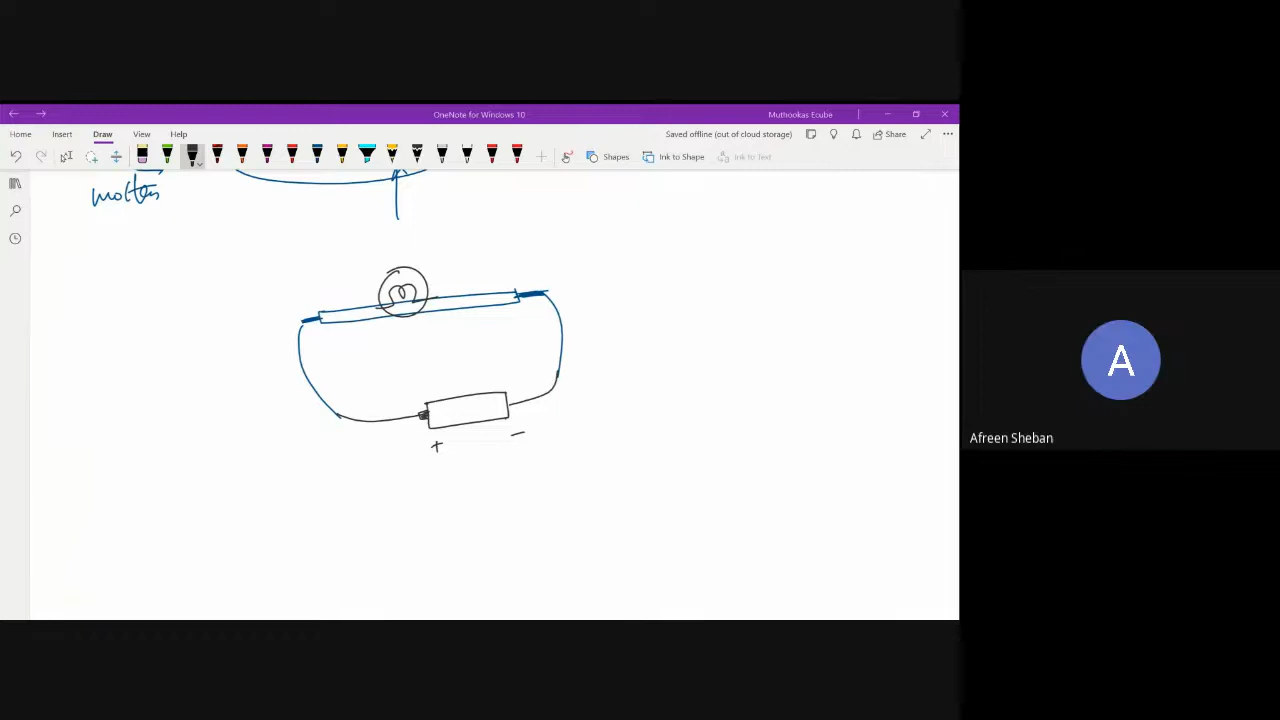 OneNote for Windows 10
Muthookas Ecube
Home Insert Draw View Help
Saved offline (out of cloud storage)
Share
Shapes
Ink to Shape
Ink to Text
molten
+ −
A
Afreen Sheban